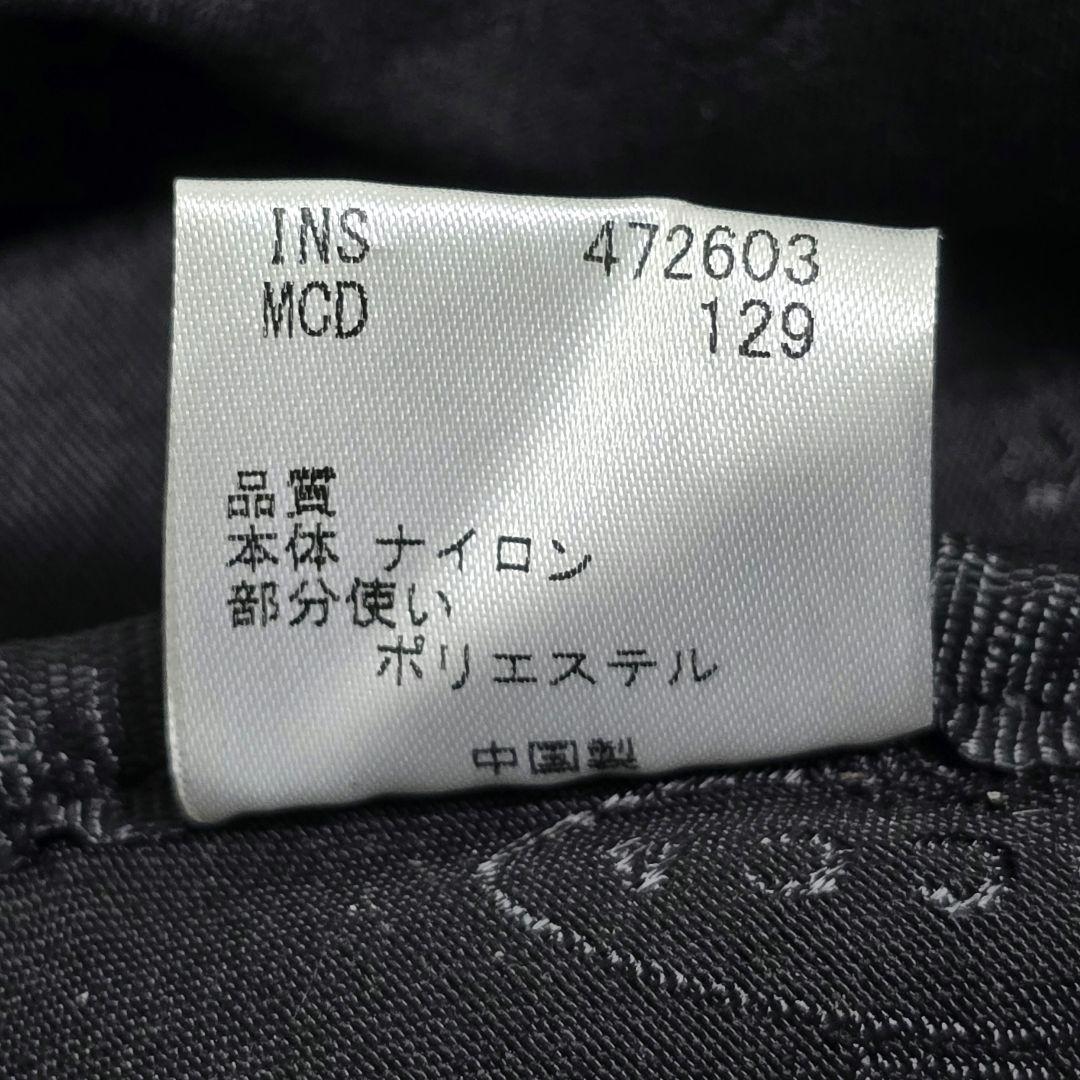 INS 472603
MCD 129
品質
本体 ナイロン
部分使い
ポリエステル
中国製